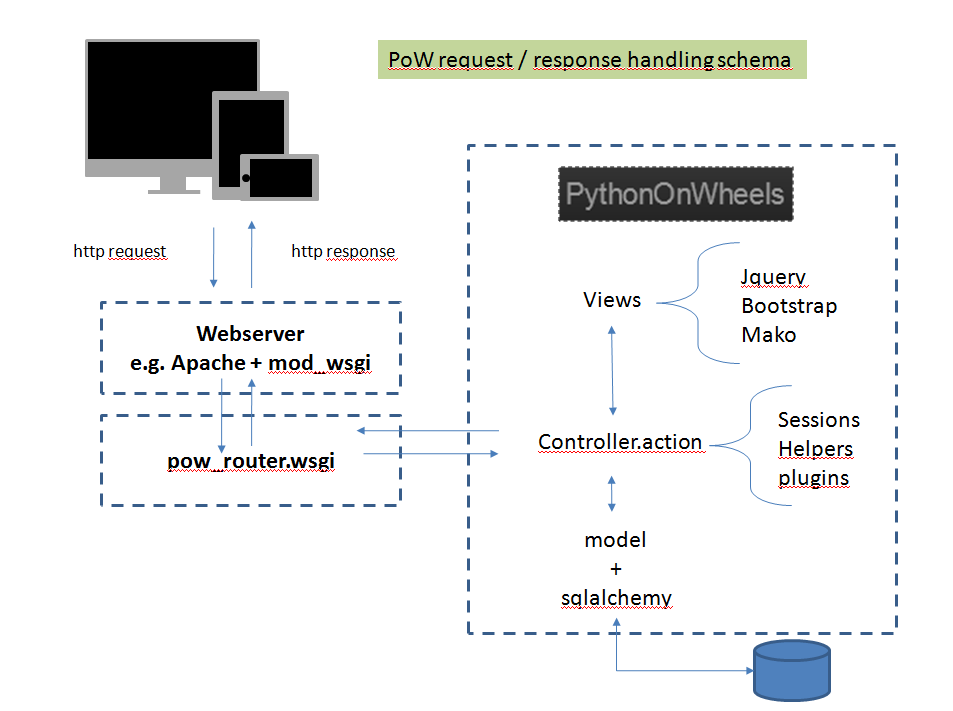 PoW request / response handling schema
PythonOnWheels
http request
http response
Webserver
e.g. Apache + mod_wsgi
pow_router.wsgi
Views
Jquery
Bootstrap
Mako
Controller.action
Sessions
Helpers
plugins
model
+
sqlalchemy